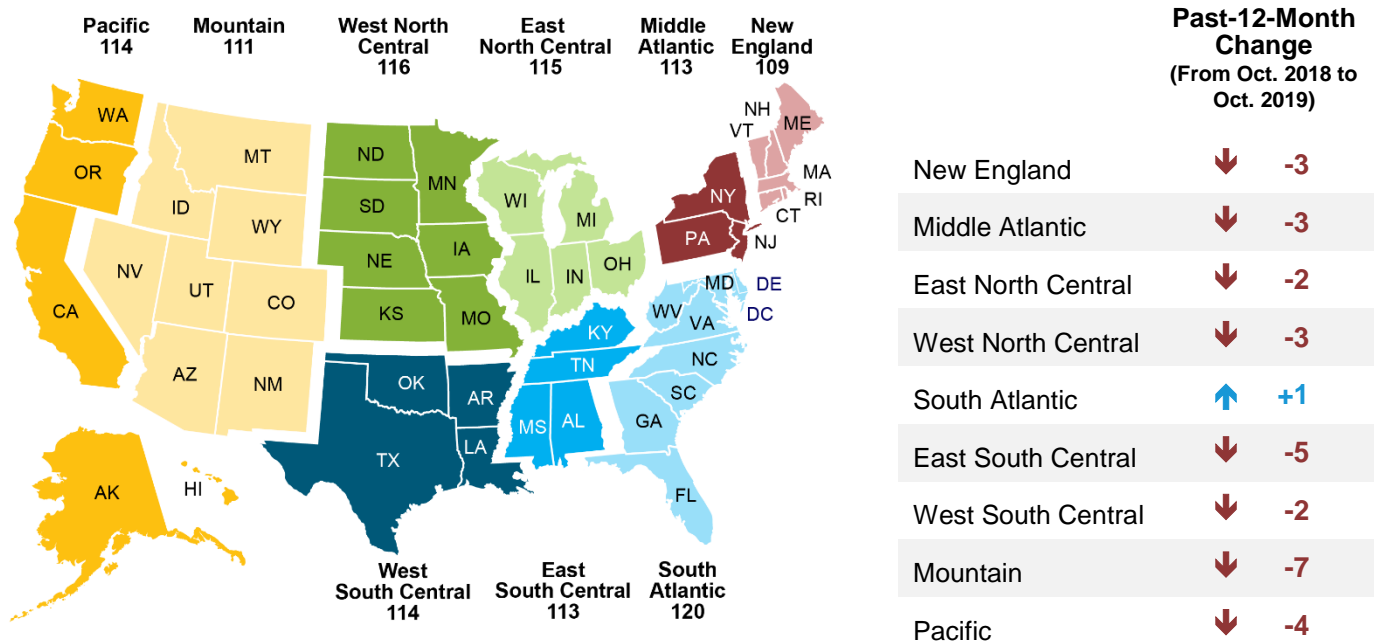 Pacific
114
Mountain
111
West North
Central
116
East
North Central
115
Middle
Atlantic
113
New
England
109
WA
OR
CA
AK
HI
MT
ID
WY
NV
UT
CO
AZ
NM
ND
SD
NE
KS
MN
IA
MO
WI
MI
IL
IN
OH
NY
PA
NJ
NH
VT
ME
MA
RI
CT
MD
DE
DC
WV
VA
NC
SC
GA
FL
KY
TN
MS
AL
OK
AR
TX
LA
West
South Central
114
East
South Central
113
South
Atlantic
120
Past-12-Month
Change
(From Oct. 2018 to
Oct. 2019)
New England -3
Middle Atlantic -3
East North Central -2
West North Central -3
South Atlantic +1
East South Central -5
West South Central -2
Mountain -7
Pacific -4